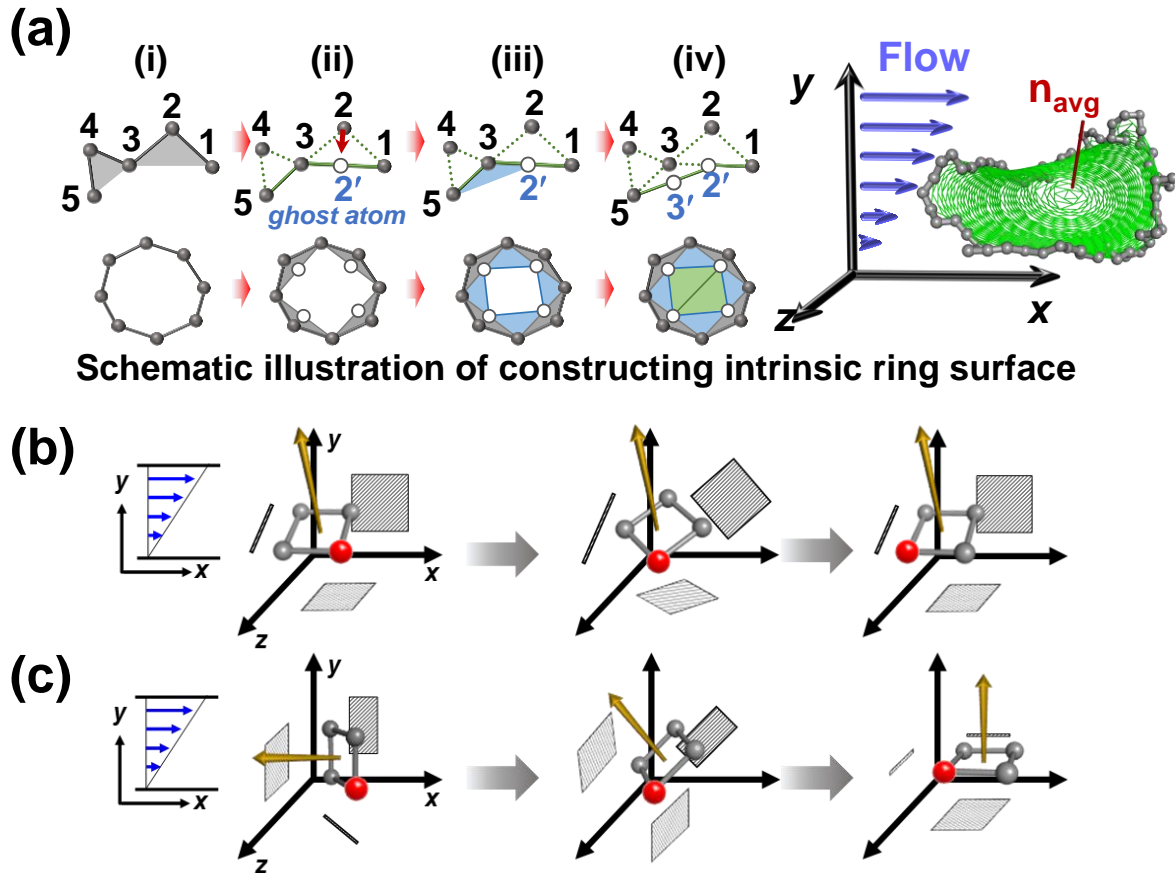 (a)
(i) (ii) (iii) (iv)
Flow
y
n_avg
2 2 2 2
4 3 1 4 3 1 4 3 1 4 3 1
5 5 5 5
2′ 2′ 3′ 2′
ghost atom
z x
Schematic illustration of constructing intrinsic ring surface
(b)
y y
x x
z
(c)
y y
x x
z